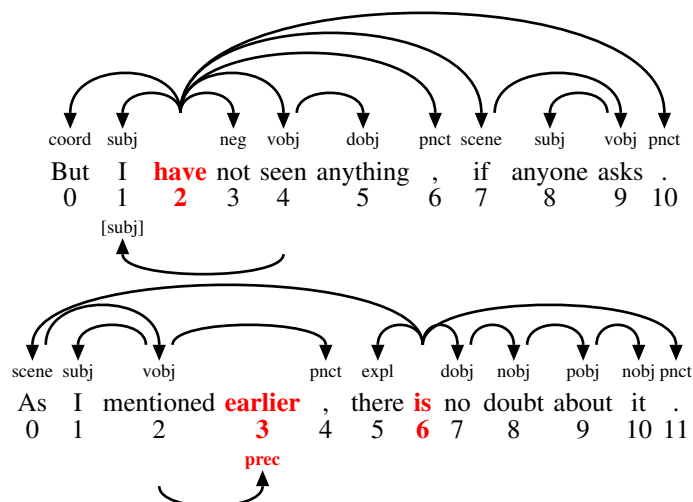 coord subj neg vobj dobj pnct scene subj vobj pnct
But I have not seen anything , if anyone asks .
0 1 2 3 4 5 6 7 8 9 10
[subj]
scene subj vobj pnct expl dobj nobj pobj nobj pnct
As I mentioned earlier , there is no doubt about it .
0 1 2 3 4 5 6 7 8 9 10 11
prec